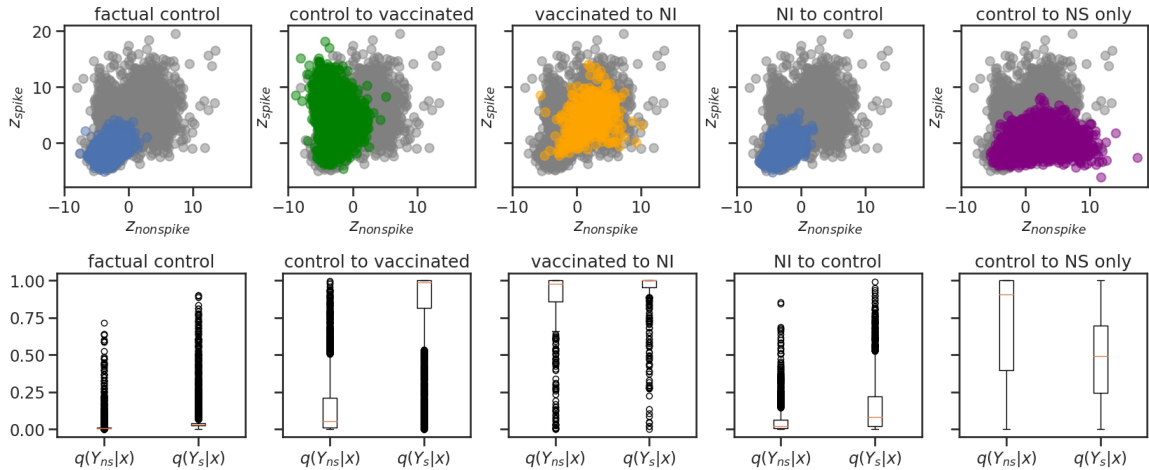 factual control
control to vaccinated
vaccinated to NI
NI to control
control to NS only
20
10
0
z_spike
z_spike
z_spike
z_spike
z_spike
−10 0 10
−10 0 10
−10 0 10
−10 0 10
−10 0 10
z_nonspike
z_nonspike
z_nonspike
z_nonspike
z_nonspike
factual control
control to vaccinated
vaccinated to NI
NI to control
control to NS only
1.00
0.75
0.50
0.25
0.00
q(Y_ns|x) q(Y_s|x)
q(Y_ns|x) q(Y_s|x)
q(Y_ns|x) q(Y_s|x)
q(Y_ns|x) q(Y_s|x)
q(Y_ns|x) q(Y_s|x)